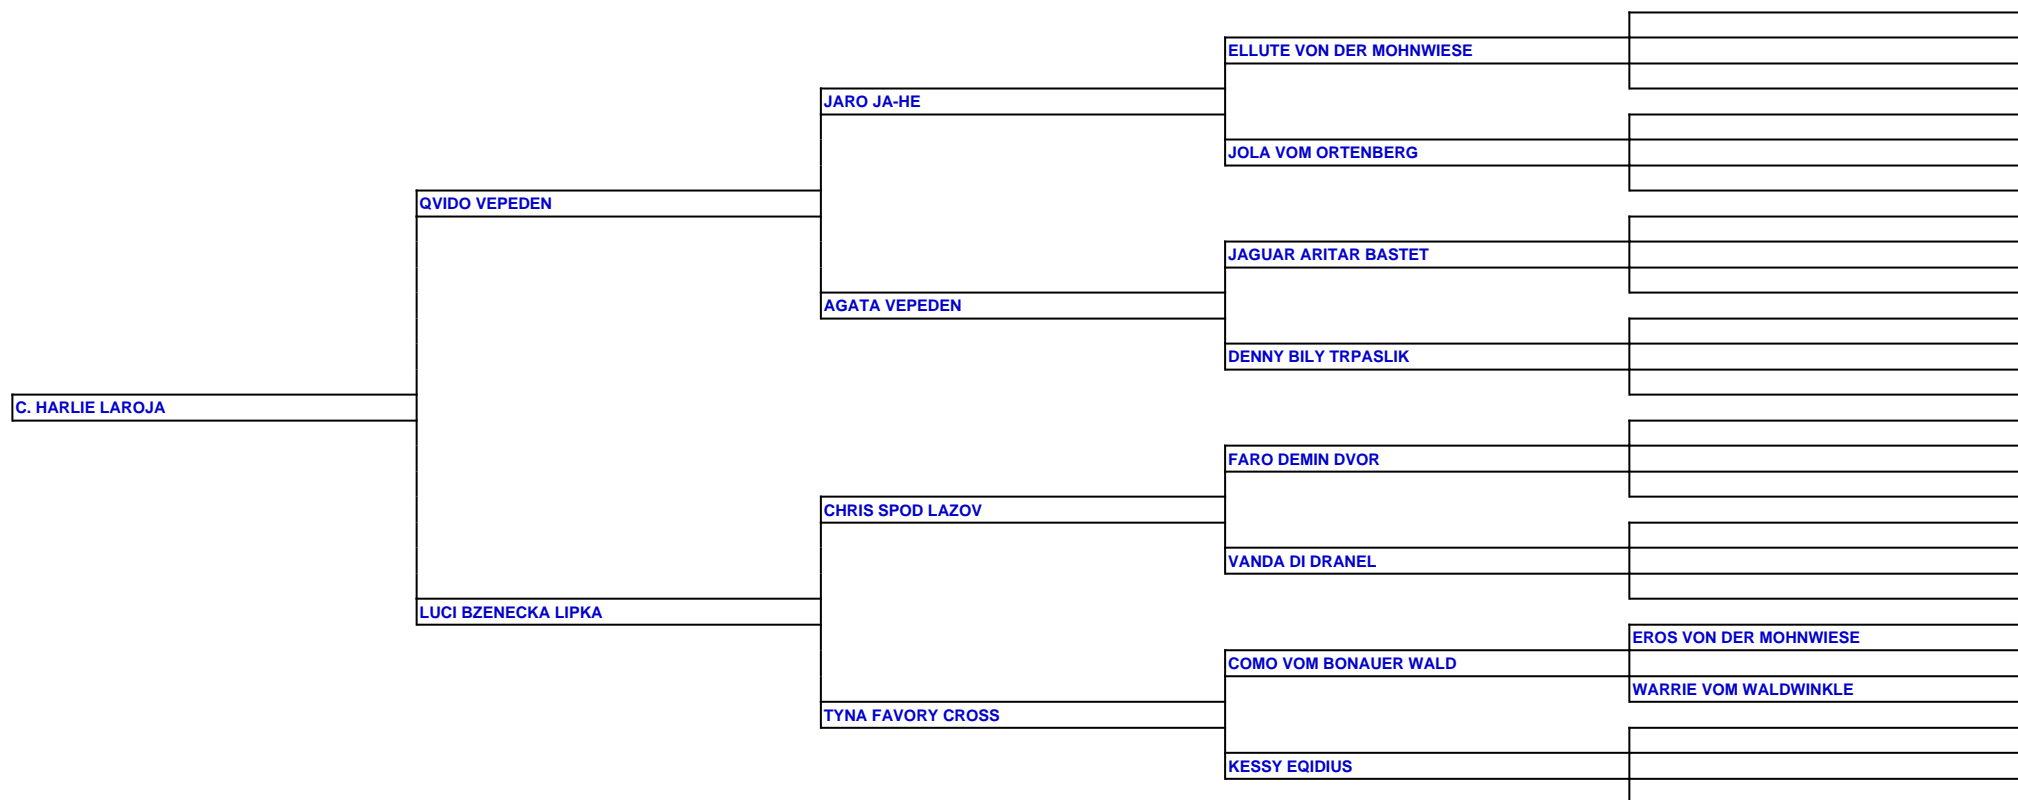 ELLUTE VON DER MOHNWIESE
JARO JA-HE
JOLA VOM ORTENBERG
QVIDO VEPEDEN
JAGUAR ARITAR BASTET
AGATA VEPEDEN
DENNY BILY TRPASLIK
C. HARLIE LAROJA
FARO DEMIN DVOR
CHRIS SPOD LAZOV
VANDA DI DRANEL
LUCI BZENECKA LIPKA
EROS VON DER MOHNWIESE
COMO VOM BONAUER WALD
WARRIE VOM WALDWINKLE
TYNA FAVORY CROSS
KESSY EQIDIUS